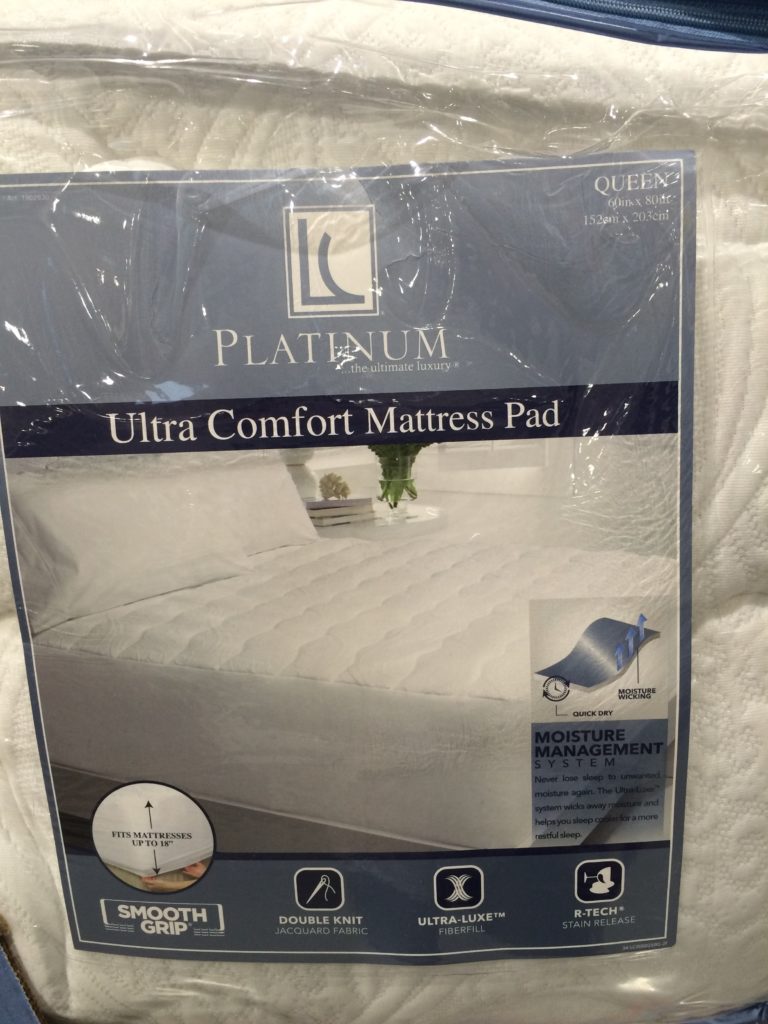 QUEEN
60in x 80in
152cm x 203cm
LC
PLATINUM
...the ultimate luxury®
Ultra Comfort Mattress Pad
MOISTURE
WICKING
QUICK DRY
MOISTURE
MANAGEMENT
SYSTEM
Never lose sleep to unwanted
moisture again. The Ultra-Luxe™
system wicks away moisture and
helps you sleep cooler for a more
restful sleep.
FITS MATTRESSES
UP TO 18"
SMOOTH
GRIP®
DOUBLE KNIT
JACQUARD FABRIC
ULTRA-LUXE™
FIBERFILL
R-TECH®
STAIN RELEASE